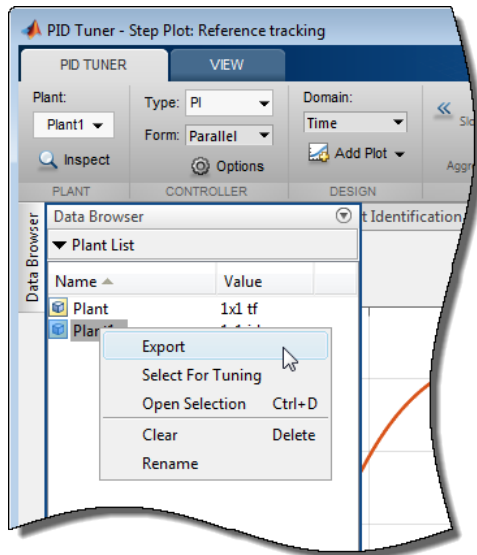 PID Tuner - Step Plot: Reference tracking
PID TUNER VIEW
Plant: Type: PI Domain:
Plant1 Form: Parallel Time
Inspect Options Add Plot
PLANT CONTROLLER DESIGN
Data Browser
Data Browser t Identification
Plant List
Name Value
Plant 1x1 tf
Export
Select For Tuning
Open Selection Ctrl+D
Clear Delete
Rename